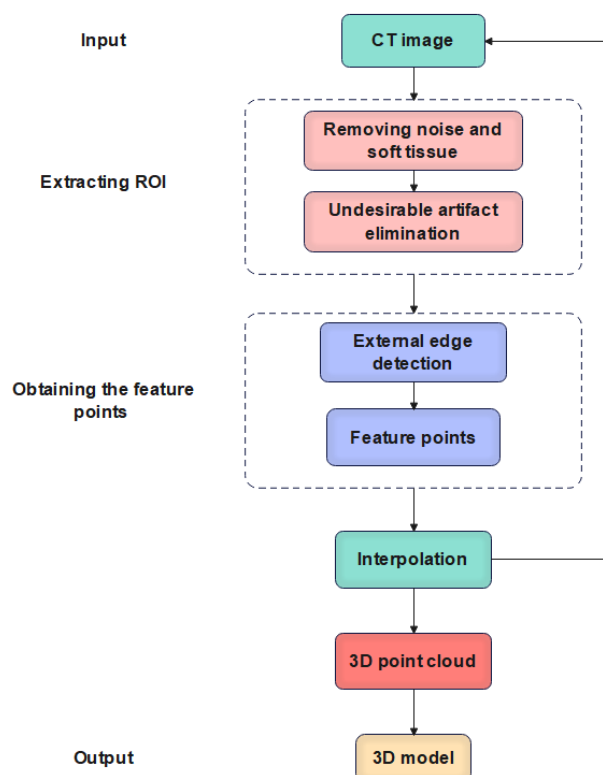 Input
CT image
Removing noise and
soft tissue
Extracting ROI
Undesirable artifact
elimination
External edge
detection
Obtaining the feature
points
Feature points
Interpolation
3D point cloud
Output
3D model